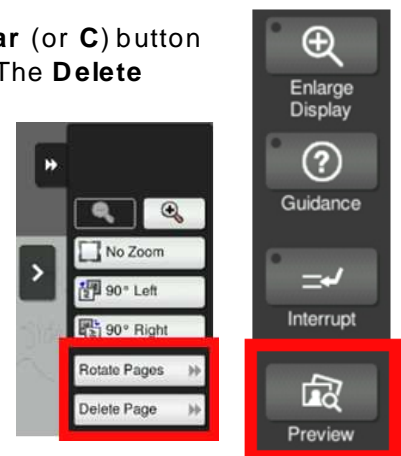 ar (or C) button
The Delete
No Zoom
90° Left
90° Right
Rotate Pages
Delete Page
Enlarge
Display
Guidance
Interrupt
Preview